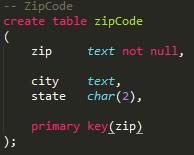 -- ZipCode
create table zipCode
(
zip text not null,
city text,
state char(2),
primary key(zip)
);